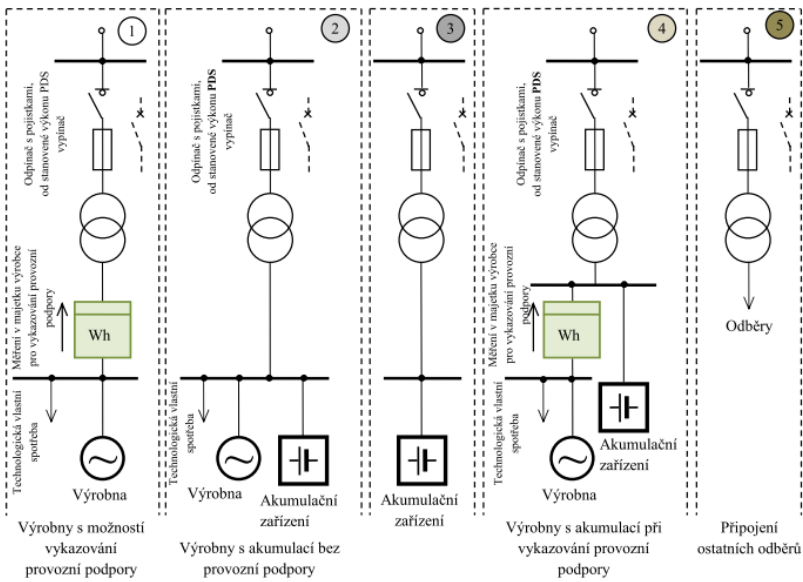 1
Odpínač s pojistkami,
od stanovené výkonu PDS
vypínač
Měření v majetku výrobce
pro vykazování provozní
podpory
Wh
Technologická vlastní
spotřeba
Výrobna
Výrobny s možností
vykazování
provozní podpory
2
Odpínač s pojistkami,
od stanovené výkonu PDS
vypínač
Technologická vlastní
spotřeba
Výrobna
Akumulační
zařízení
Výrobny s akumulací bez
provozní podpory
3
Akumulační
zařízení
4
Odpínač s pojistkami,
od stanovené výkonu PDS
vypínač
Měření v majetku výrobce
pro vykazování provozní
podpory
Wh
Technologická vlastní
spotřeba
Akumulační
zařízení
Výrobna
Výrobny s akumulací při
vykazování provozní
podpory
5
Odběry
Připojení
ostatních odběrů